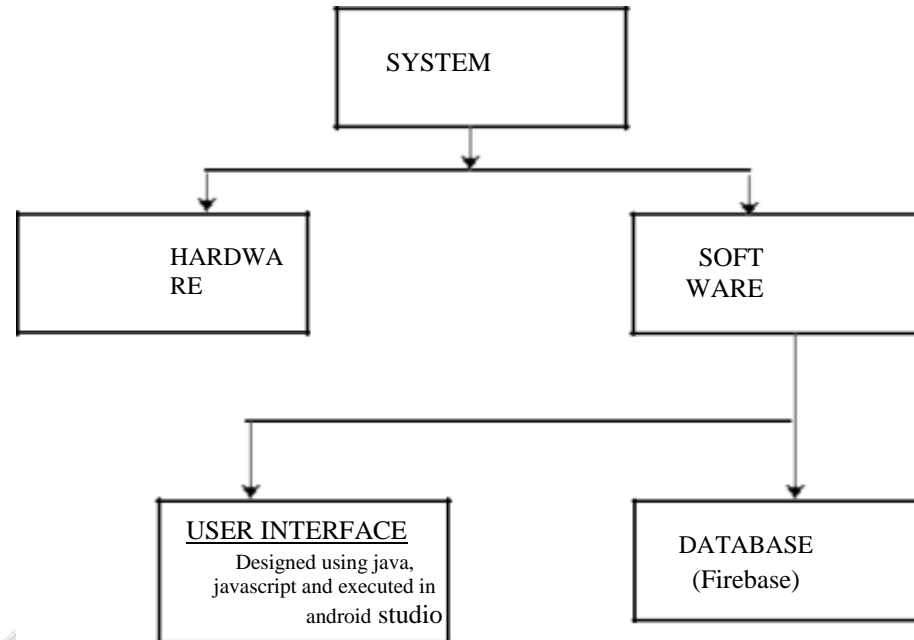 SYSTEM
HARDWA
RE
SOFT
WARE
USER INTERFACE
Designed using java,
javascript and executed in
android studio
DATABASE
(Firebase)